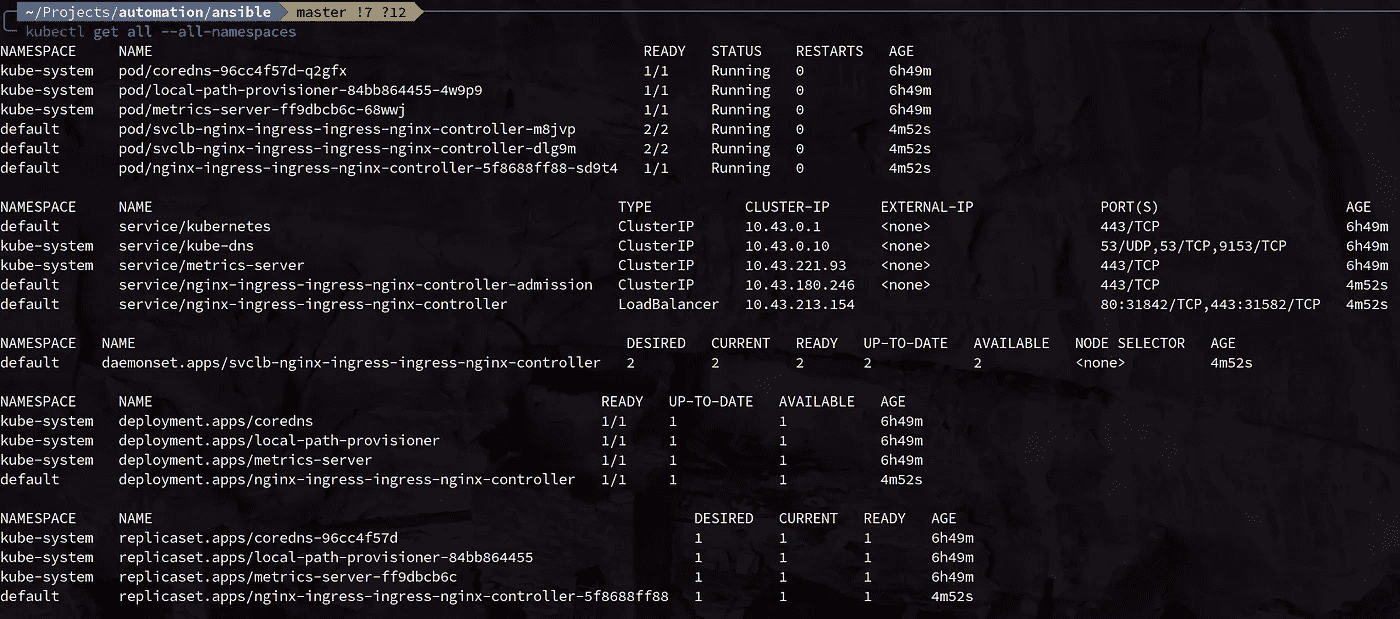 ~/Projects/automation/ansible master !7 ?12
kubectl get all --all-namespaces
NAMESPACE NAME READY STATUS RESTARTS AGE
kube-system pod/coredns-96cc4f57d-q2gfx 1/1 Running 0 6h49m
kube-system pod/local-path-provisioner-84bb864455-4w9p9 1/1 Running 0 6h49m
kube-system pod/metrics-server-ff9dbcb6c-68wwj 1/1 Running 0 6h49m
default pod/svclb-nginx-ingress-ingress-nginx-controller-m8jvp 2/2 Running 0 4m52s
default pod/svclb-nginx-ingress-ingress-nginx-controller-dlg9m 2/2 Running 0 4m52s
default pod/nginx-ingress-ingress-nginx-controller-5f8688ff88-sd9t4 1/1 Running 0 4m52s
NAMESPACE NAME TYPE CLUSTER-IP EXTERNAL-IP PORT(S) AGE
default service/kubernetes ClusterIP 10.43.0.1 <none> 443/TCP 6h49m
kube-system service/kube-dns ClusterIP 10.43.0.10 <none> 53/UDP,53/TCP,9153/TCP 6h49m
kube-system service/metrics-server ClusterIP 10.43.221.93 <none> 443/TCP 6h49m
default service/nginx-ingress-ingress-nginx-controller-admission ClusterIP 10.43.180.246 <none> 443/TCP 4m52s
default service/nginx-ingress-ingress-nginx-controller LoadBalancer 10.43.213.154 80:31842/TCP,443:31582/TCP 4m52s
NAMESPACE NAME DESIRED CURRENT READY UP-TO-DATE AVAILABLE NODE SELECTOR AGE
default daemonset.apps/svclb-nginx-ingress-ingress-nginx-controller 2 2 2 2 2 <none> 4m52s
NAMESPACE NAME READY UP-TO-DATE AVAILABLE AGE
kube-system deployment.apps/coredns 1/1 1 1 6h49m
kube-system deployment.apps/local-path-provisioner 1/1 1 1 6h49m
kube-system deployment.apps/metrics-server 1/1 1 1 6h49m
default deployment.apps/nginx-ingress-ingress-nginx-controller 1/1 1 1 4m52s
NAMESPACE NAME DESIRED CURRENT READY AGE
kube-system replicaset.apps/coredns-96cc4f57d 1 1 1 6h49m
kube-system replicaset.apps/local-path-provisioner-84bb864455 1 1 1 6h49m
kube-system replicaset.apps/metrics-server-ff9dbcb6c 1 1 1 6h49m
default replicaset.apps/nginx-ingress-ingress-nginx-controller-5f8688ff88 1 1 1 4m52s